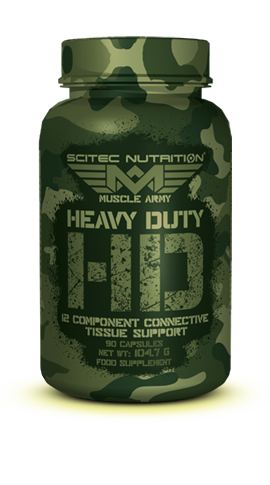 SCITEC NUTRITION
MUSCLE ARMY
HEAVY DUTY
HD
12 COMPONENT CONNECTIVE
TISSUE SUPPORT
90 CAPSULES
NET WT: 104.7 G
FOOD SUPPLEMENT